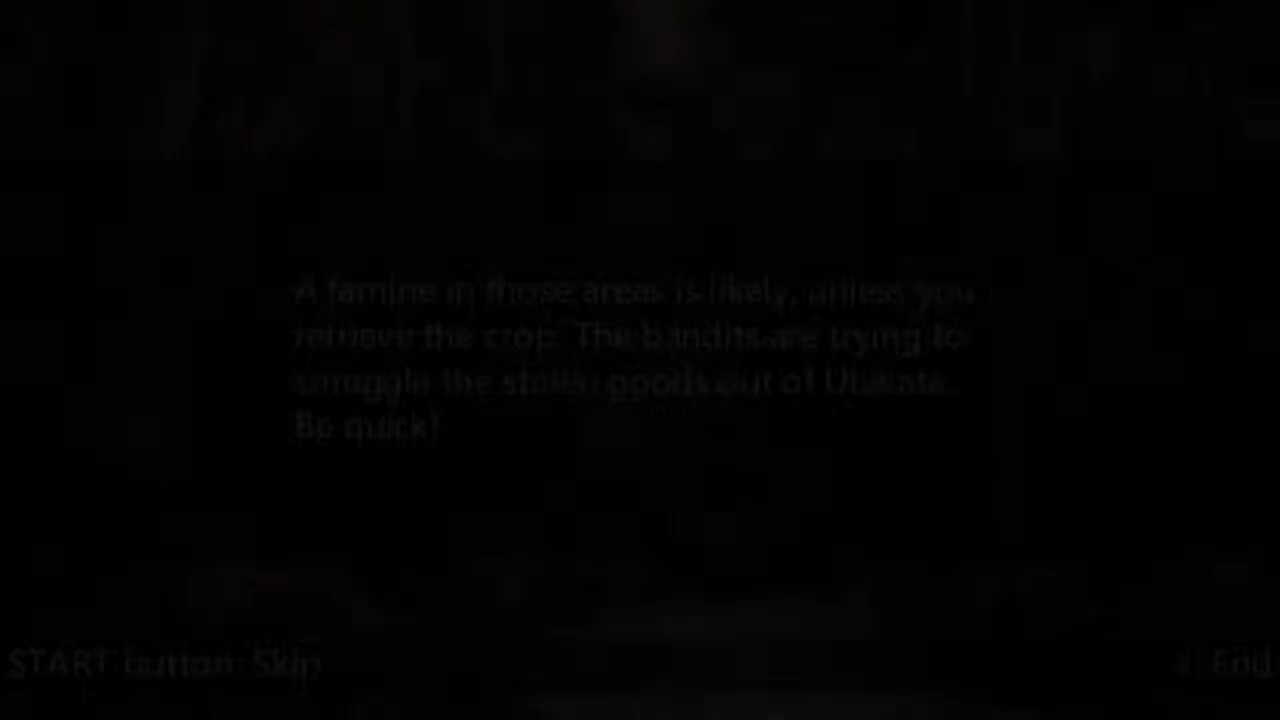 A famine in those areas is likely, unless you
retrieve the crop. The bandits are trying to
smuggle the stolen goods out of Utakata.
Be quick!
START button: Skip
: End